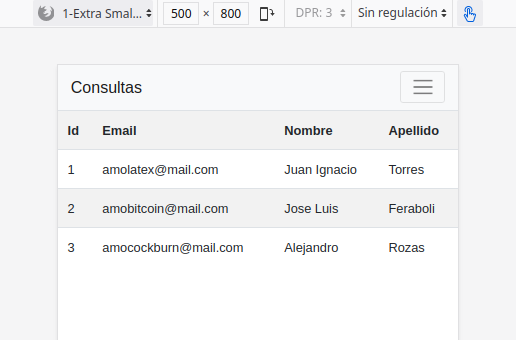 1-Extra Smal... 500 × 800 DPR: 3 Sin regulación
Consultas
Id Email Nombre Apellido
1 amolatex@mail.com Juan Ignacio Torres
2 amobitcoin@mail.com Jose Luis Feraboli
3 amocockburn@mail.com Alejandro Rozas